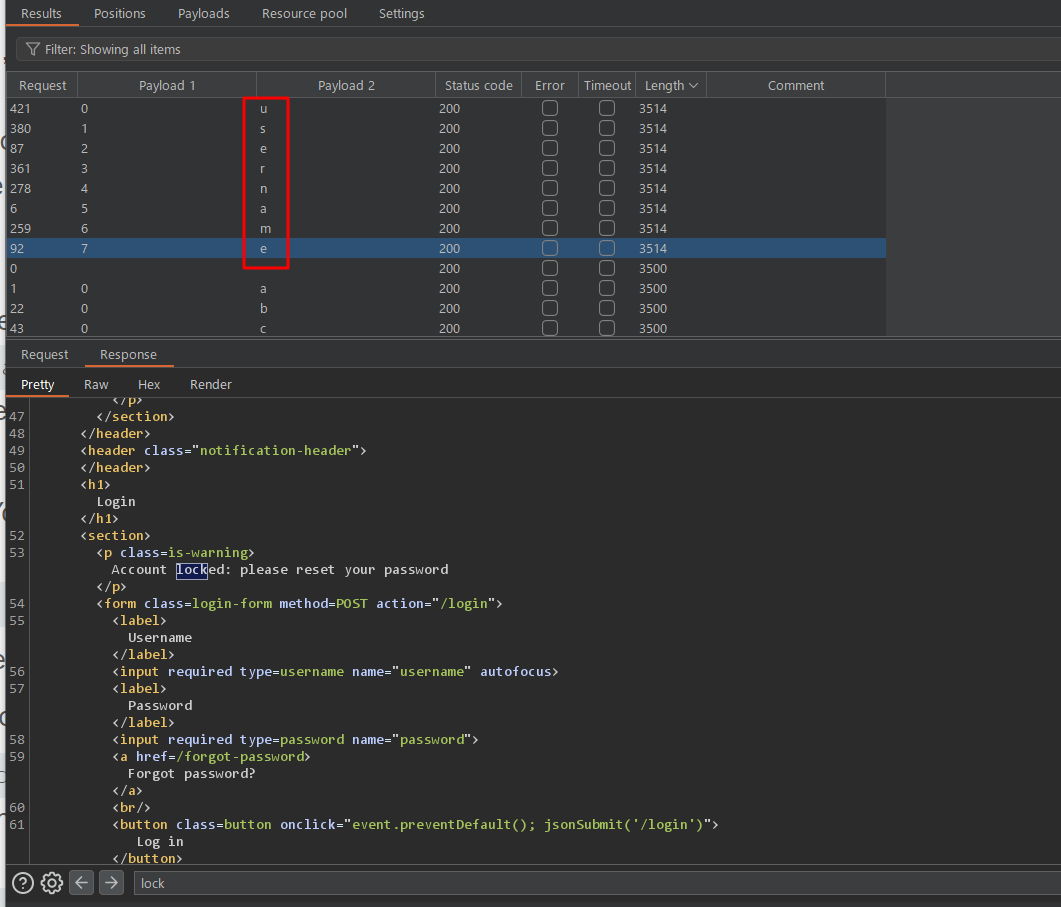 Results Positions Payloads Resource pool Settings
Filter: Showing all items
Request Payload 1 Payload 2 Status code Error Timeout Length Comment
421 0 u 200 3514
380 1 s 200 3514
87 2 e 200 3514
361 3 r 200 3514
278 4 n 200 3514
6 5 a 200 3514
259 6 m 200 3514
92 7 e 200 3514
0 200 3500
1 0 a 200 3500
22 0 b 200 3500
43 0 c 200 3500
Request Response
Pretty Raw Hex Render
</p>
47 </section>
48 </header>
49 <header class="notification-header">
50 </header>
51 <h1>
Login
</h1>
52 <section>
53 <p class=is-warning>
Account locked: please reset your password
</p>
54 <form class=login-form method=POST action="/login">
55 <label>
Username
</label>
56 <input required type=username name="username" autofocus>
57 <label>
Password
</label>
58 <input required type=password name="password">
59 <a href=/forgot-password>
Forgot password?
</a>
60 <br/>
61 <button class=button onclick="event.preventDefault(); jsonSubmit('/login')">
Log in
</button>
lock